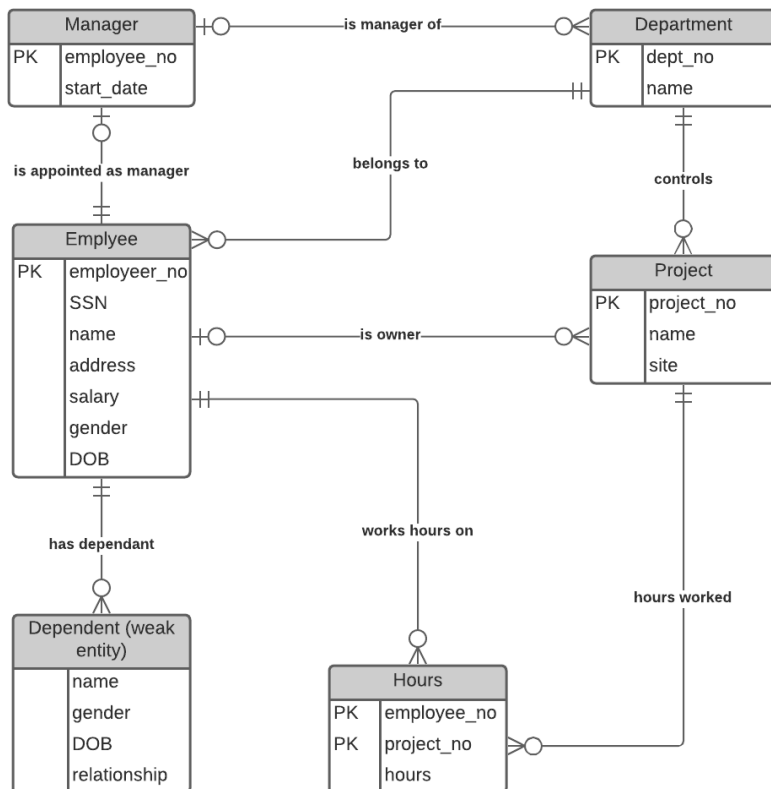 Manager
PK employee_no
start_date
is manager of
Department
PK dept_no
name
is appointed as manager
belongs to
controls
Emplyee
PK employeer_no
SSN
name
address
salary
gender
DOB
is owner
Project
PK project_no
name
site
has dependant
works hours on
hours worked
Dependent (weak
entity)
name
gender
DOB
relationship
Hours
PK employee_no
PK project_no
hours